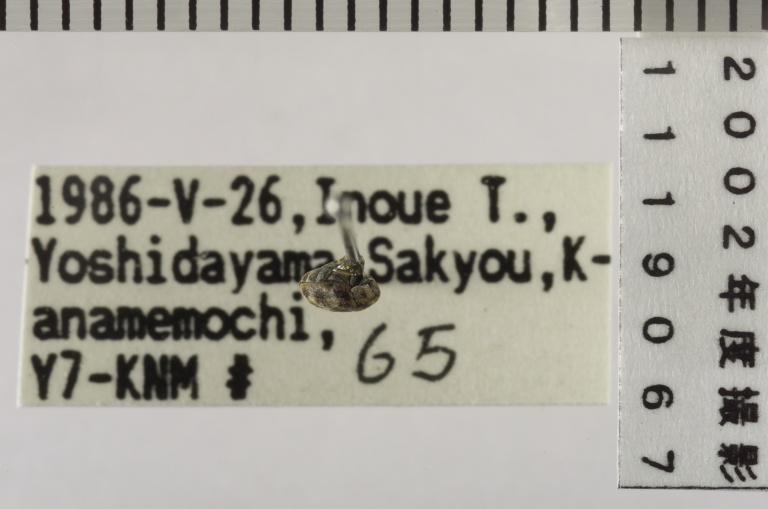 1986-V-26,Inoue T.,
Yoshidayama,Sakyou,K-
anamemochi,
Y7-KNM # 65
2002年度撮影
1119067